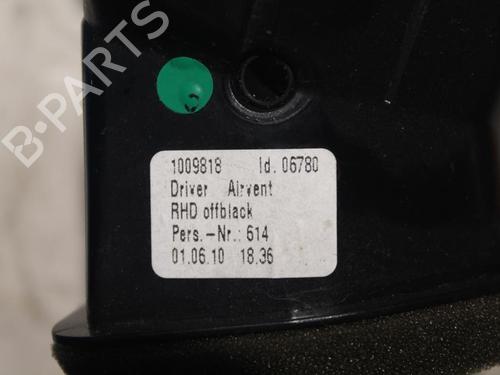 B-PARTS
1009818 Id. 06780
Driver Airvent
RHD offblack
Pers.-Nr.: 614
01.06.10 18.36